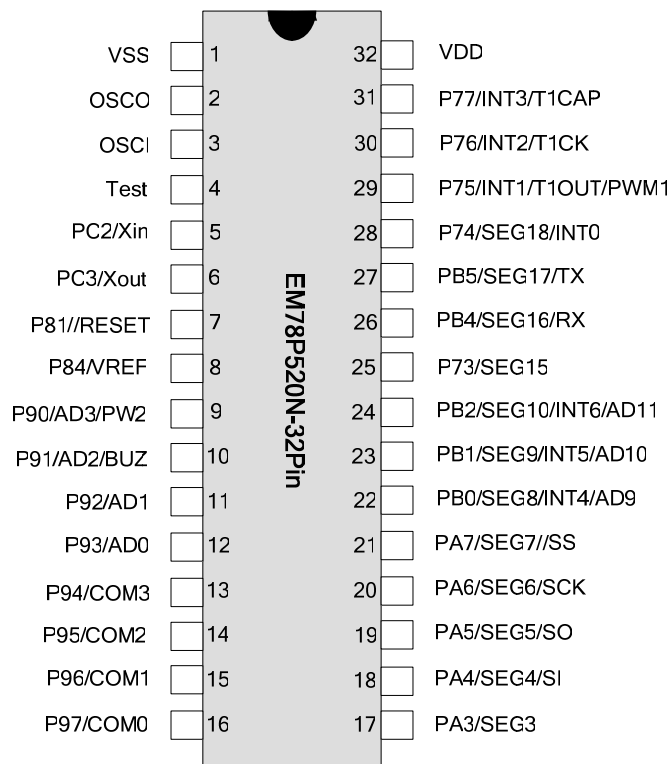 VSS 1 32 VDD
OSCO 2 31 P77/INT3/T1CAP
OSCI 3 30 P76/INT2/T1CK
Test 4 29 P75/INT1/T1OUT/PWM1
PC2/Xin 5 28 P74/SEG18/INT0
PC3/Xout 6 27 PB5/SEG17/TX
P81//RESET 7 26 PB4/SEG16/RX
P84/VREF 8 25 P73/SEG15
P90/AD3/PW2 9 24 PB2/SEG10/INT6/AD11
P91/AD2/BUZ 10 23 PB1/SEG9/INT5/AD10
P92/AD1 11 22 PB0/SEG8/INT4/AD9
P93/AD0 12 21 PA7/SEG7//SS
P94/COM3 13 20 PA6/SEG6/SCK
P95/COM2 14 19 PA5/SEG5/SO
P96/COM1 15 18 PA4/SEG4/SI
P97/COM0 16 17 PA3/SEG3
EM78P520N-32Pin